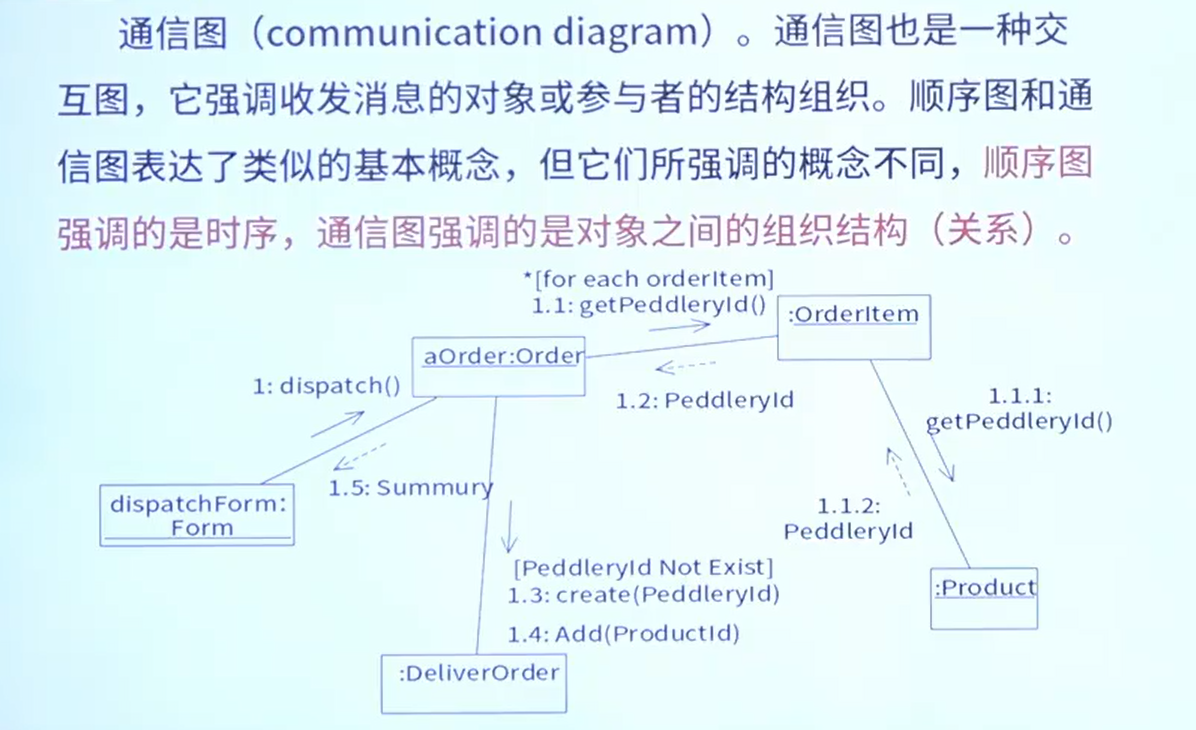 通信图（communication diagram）。通信图也是一种交
互图，它强调收发消息的对象或参与者的结构组织。顺序图和通
信图表达了类似的基本概念，但它们所强调的概念不同，顺序图
强调的是时序，通信图强调的是对象之间的组织结构（关系）。
*[for each orderItem]
1.1: getPeddleryId()
:OrderItem
aOrder:Order
1: dispatch()
1.2: PeddleryId
1.1.1:
getPeddleryId()
1.5: Summury
dispatchForm:
Form
1.1.2:
PeddleryId
[PeddleryId Not Exist]
1.3: create(PeddleryId)
1.4: Add(ProductId)
:Product
:DeliverOrder